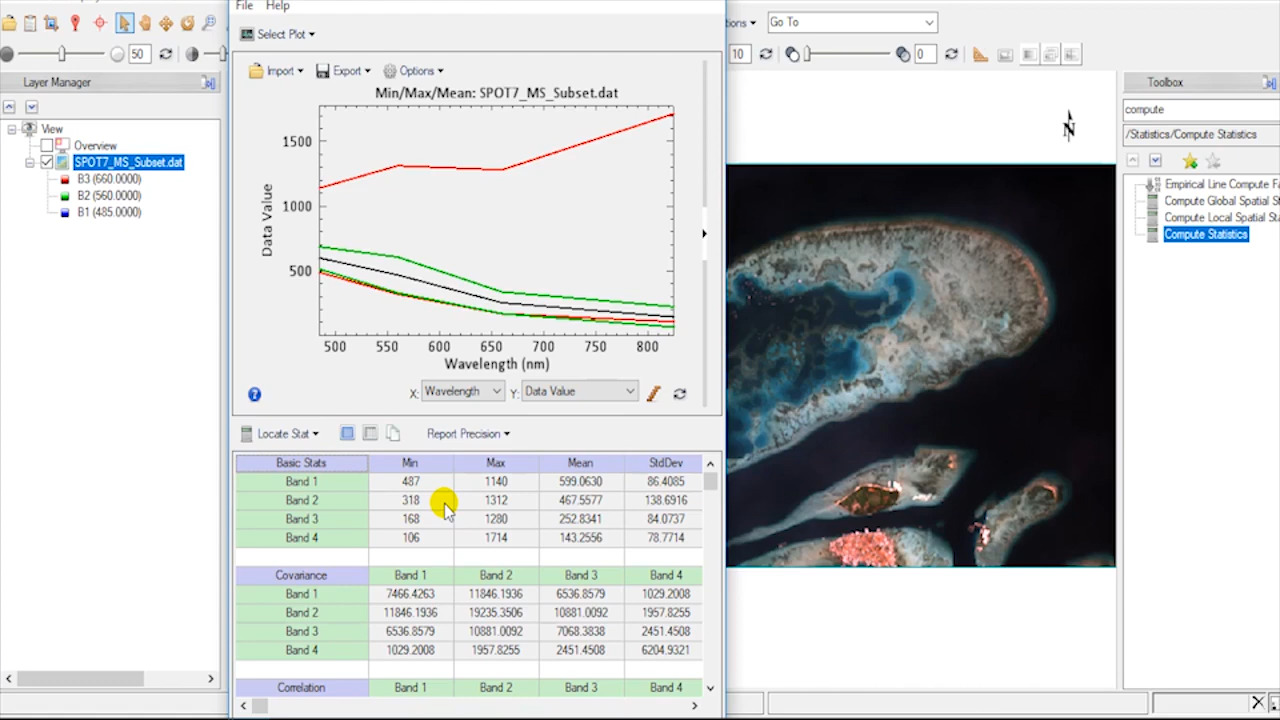 File Help
Select Plot
ions
Go To
50
10
0
Layer Manager
View
Overview
SPOT7_MS_Subset.dat
B3 (660.0000)
B2 (560.0000)
B1 (485.0000)
Import Export Options
Min/Max/Mean: SPOT7_MS_Subset.dat
Data Value
1500
1000
500
500 550 600 650 700 750 800
Wavelength (nm)
X: Wavelength Y: Data Value
Locate Stat Report Precision
Basic Stats Min Max Mean StdDev
Band 1 487 1140 599.0630 86.4085
Band 2 318 1312 467.5577 138.6916
Band 3 168 1280 252.8341 84.0737
Band 4 106 1714 143.2556 78.7714
Covariance Band 1 Band 2 Band 3 Band 4
Band 1 7466.4263 11846.1936 6536.8579 1029.2008
Band 2 11846.1936 19235.3506 10881.0092 1957.8255
Band 3 6536.8579 10881.0092 7068.3838 2451.4508
Band 4 1029.2008 1957.8255 2451.4508 6204.9321
Correlation Band 1 Band 2 Band 3 Band 4
N
Toolbox
compute
/Statistics/Compute Statistics
Empirical Line Compute Fa
Compute Global Spatial St
Compute Local Spatial Sta
Compute Statistics